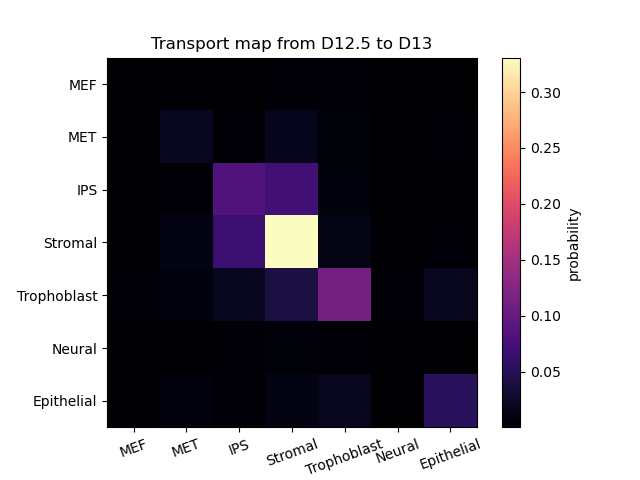 Transport map from D12.5 to D13
MEF
MET
IPS
Stromal
Trophoblast
Neural
Epithelial
MEF
MET
IPS
Stromal
Trophoblast
Neural
Epithelial
0.30
0.25
0.20
0.15
0.10
0.05
probability